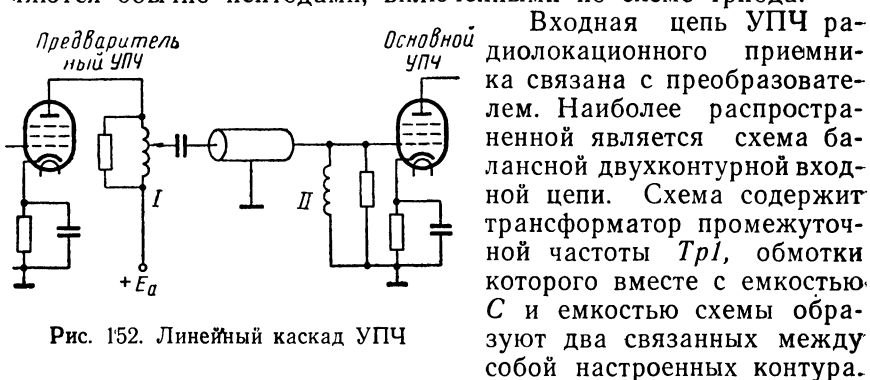 чяются обычно пентодами, включенными по схеме триода.
Предваритель
ный УПЧ
Основной
УПЧ
I
II
+ Eа
Рис. 152. Линейный каскад УПЧ
Входная цепь УПЧ ра-
диолокационного приемни-
ка связана с преобразовате-
лем. Наиболее распростра-
ненной является схема ба-
лансной двухконтурной вход-
ной цепи. Схема содержит
трансформатор промежуточ-
ной частоты Тр1, обмотки
которого вместе с емкостью
С и емкостью схемы обра-
зуют два связанных между
собой настроенных контура.